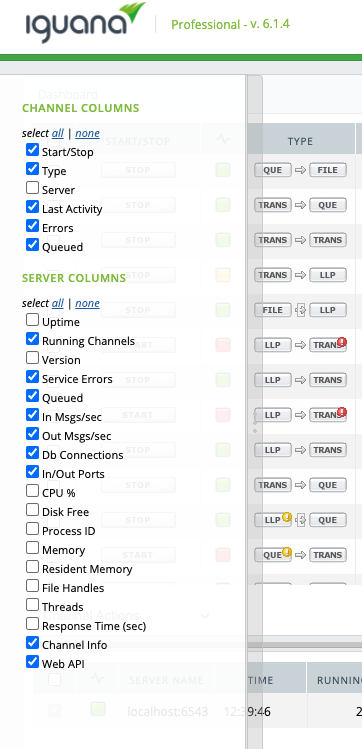 iguana
Professional - v. 6.1.4
Dashboard
CHANNEL COLUMNS
select all | none
START/STOP TYPE
Start/Stop
Type STOP QUE FILE
Server
Last Activity STOP TRANS QUE
Errors
Queued STOP TRANS TRANS
SERVER COLUMNS STOP TRANS LLP
select all | none
Uptime STOP FILE LLP
Running Channels START LLP TRANS
Version
Service Errors STOP LLP TRANS
Queued
In Msgs/sec START LLP TRANS
Out Msgs/sec
Db Connections STOP LLP TRANS
In/Out Ports
CPU % STOP TRANS QUE
Disk Free
Process ID STOP LLP QUE
Memory START QUE TRANS
Resident Memory
File Handles
Threads Actions
Response Time (sec)
Channel Info
Web API
SERVER NAME TIME RUNNIN
localhost:6543 12:39:46 2